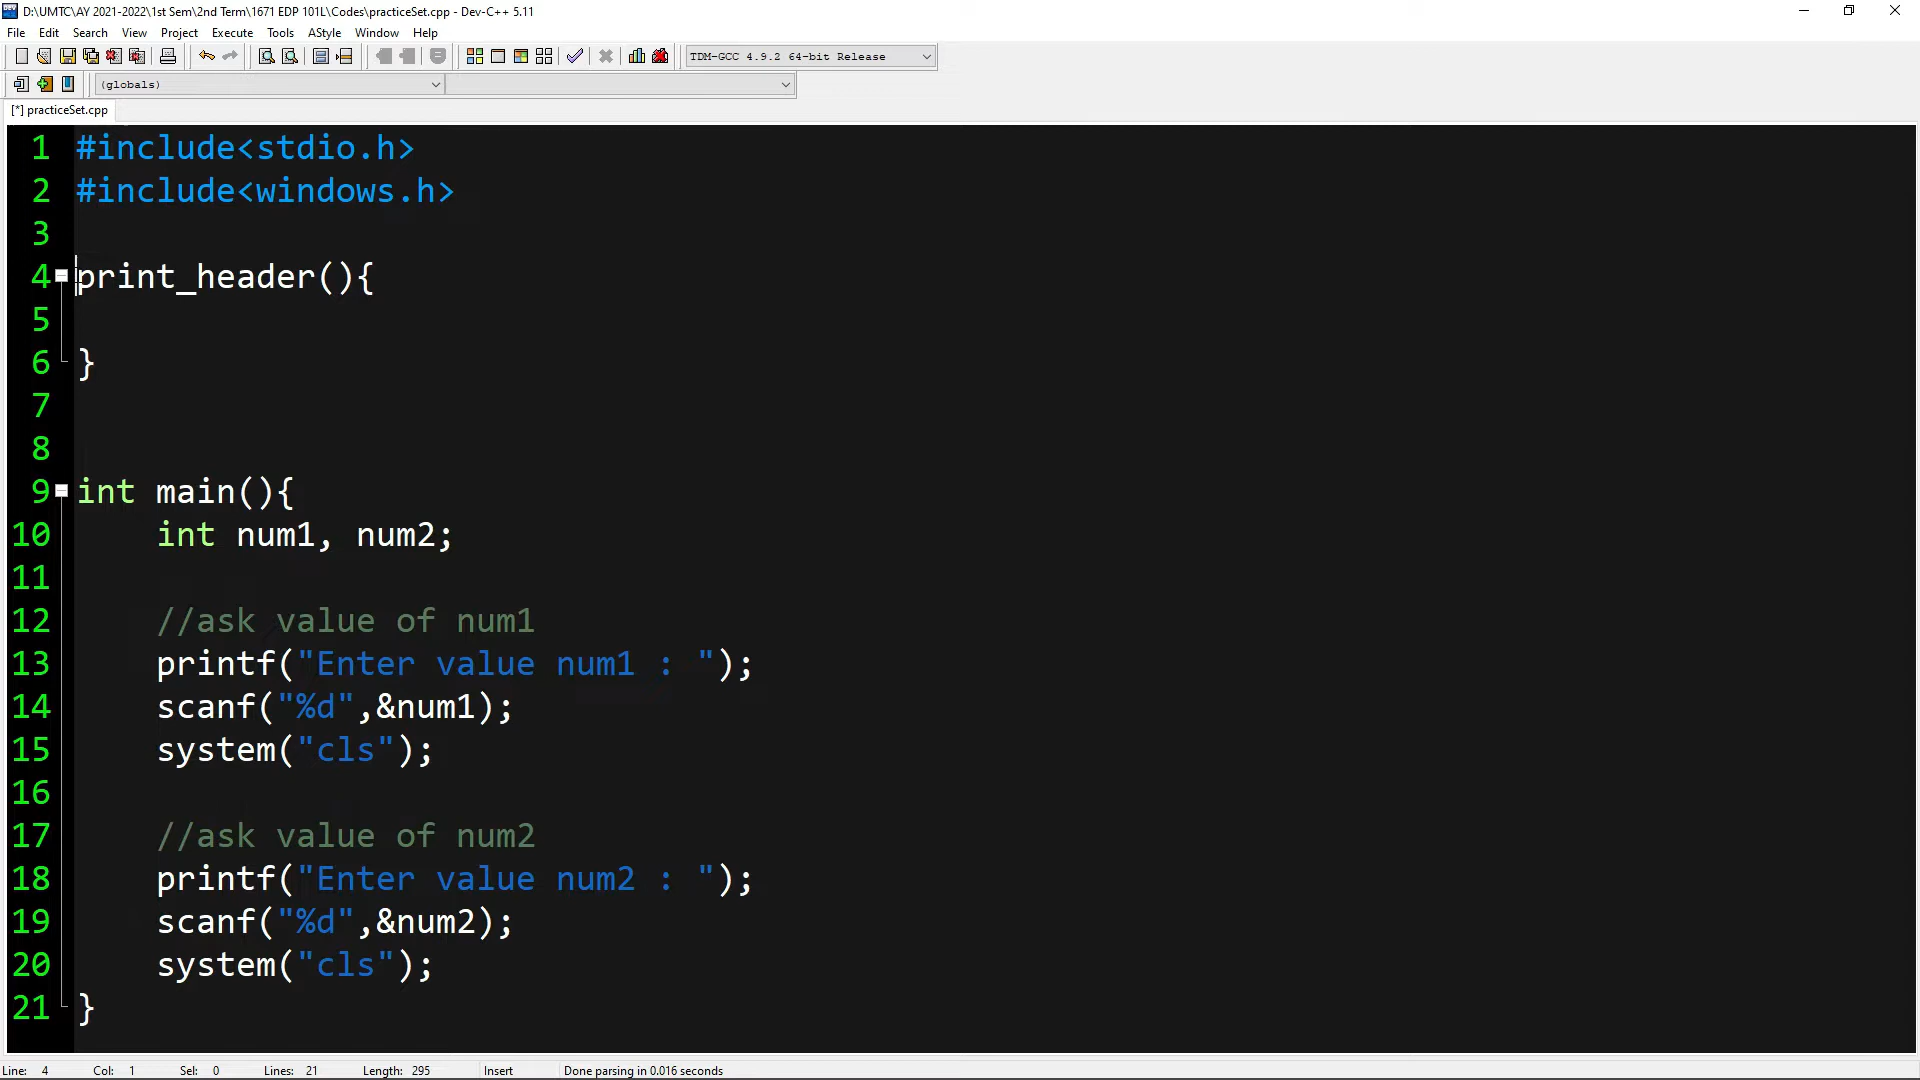 D:\UMTC\AY 2021-2022\1st Sem\2nd Term\1671 EDP 101L\Codes\practiceSet.cpp - Dev-C++ 5.11
File Edit Search View Project Execute Tools AStyle Window Help
TDM-GCC 4.9.2 64-bit Release
(globals)
[*] practiceSet.cpp
1 #include<stdio.h>
2 #include<windows.h>
3
4 print_header(){
5
6 }
7
8
9 int main(){
10 int num1, num2;
11
12 //ask value of num1
13 printf("Enter value num1 : ");
14 scanf("%d",&num1);
15 system("cls");
16
17 //ask value of num2
18 printf("Enter value num2 : ");
19 scanf("%d",&num2);
20 system("cls");
21 }
Line: 4 Col: 1 Sel: 0 Lines: 21 Length: 295 Insert Done parsing in 0.016 seconds